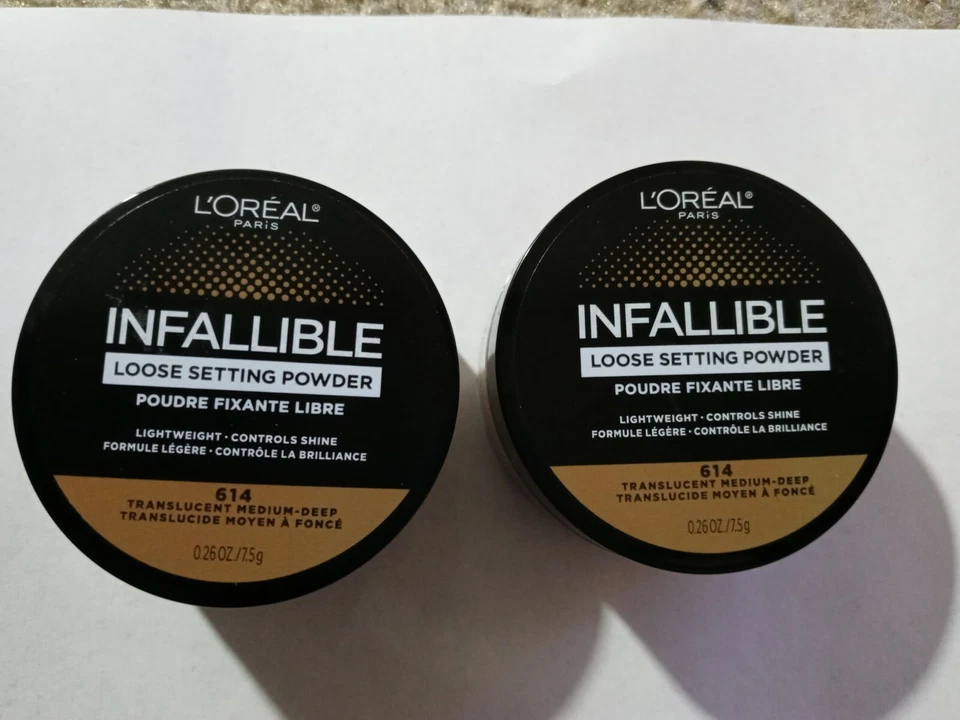 L'ORÉAL®
PARiS
INFALLIBLE
LOOSE SETTING POWDER
POUDRE FIXANTE LIBRE
LIGHTWEIGHT • CONTROLS SHINE
FORMULE LÉGÈRE • CONTRÔLE LA BRILLIANCE
614
TRANSLUCENT MEDIUM-DEEP
TRANSLUCIDE MOYEN À FONCÉ
0.26 OZ./7.5g
L'ORÉAL®
PARiS
INFALLIBLE
LOOSE SETTING POWDER
POUDRE FIXANTE LIBRE
LIGHTWEIGHT • CONTROLS SHINE
FORMULE LÉGÈRE • CONTRÔLE LA BRILLIANCE
614
TRANSLUCENT MEDIUM-DEEP
TRANSLUCIDE MOYEN À FONCÉ
0.26 OZ./7.5g